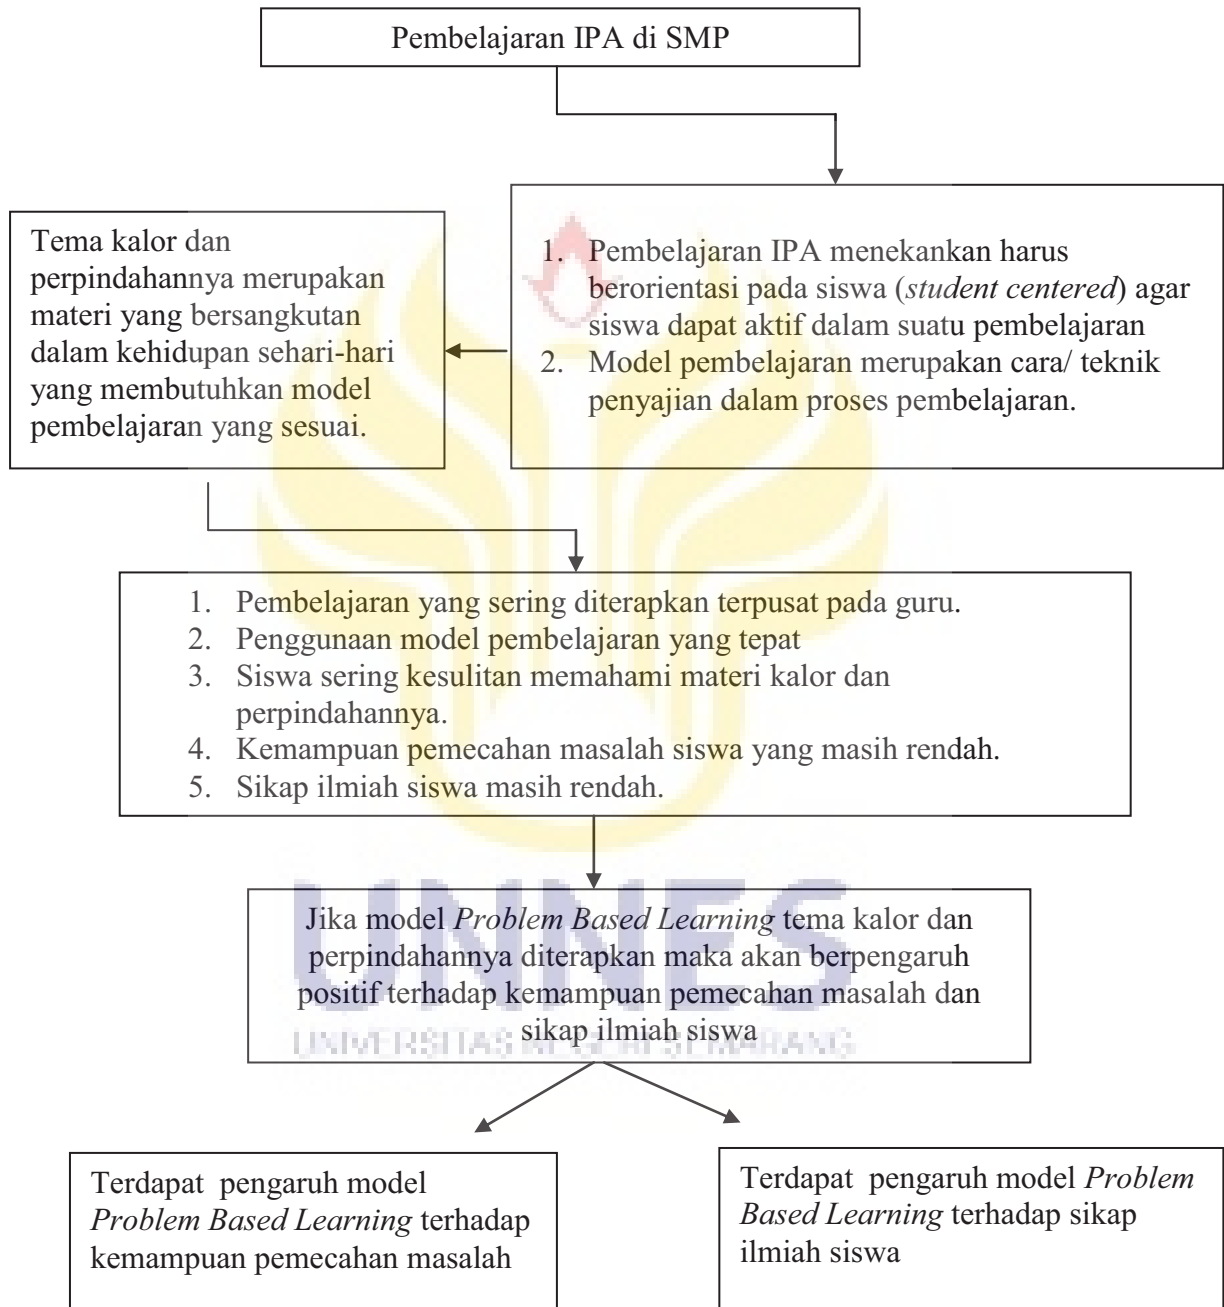 Pembelajaran IPA di SMP
1. Pembelajaran IPA menekankan harus
berorientasi pada siswa (student centered) agar
siswa dapat aktif dalam suatu pembelajaran
2. Model pembelajaran merupakan cara/ teknik
penyajian dalam proses pembelajaran.
Tema kalor dan
perpindahannya merupakan
materi yang bersangkutan
dalam kehidupan sehari-hari
yang membutuhkan model
pembelajaran yang sesuai.
1. Pembelajaran yang sering diterapkan terpusat pada guru.
2. Penggunaan model pembelajaran yang tepat
3. Siswa sering kesulitan memahami materi kalor dan
perpindahannya.
4. Kemampuan pemecahan masalah siswa yang masih rendah.
5. Sikap ilmiah siswa masih rendah.
UNNES
Jika model Problem Based Learning tema kalor dan
perpindahannya diterapkan maka akan berpengaruh
positif terhadap kemampuan pemecahan masalah dan
sikap ilmiah siswa
UNIVERSITAS NEGERI SEMARANG
Terdapat pengaruh model
Problem Based Learning terhadap
kemampuan pemecahan masalah
Terdapat pengaruh model Problem
Based Learning terhadap sikap
ilmiah siswa